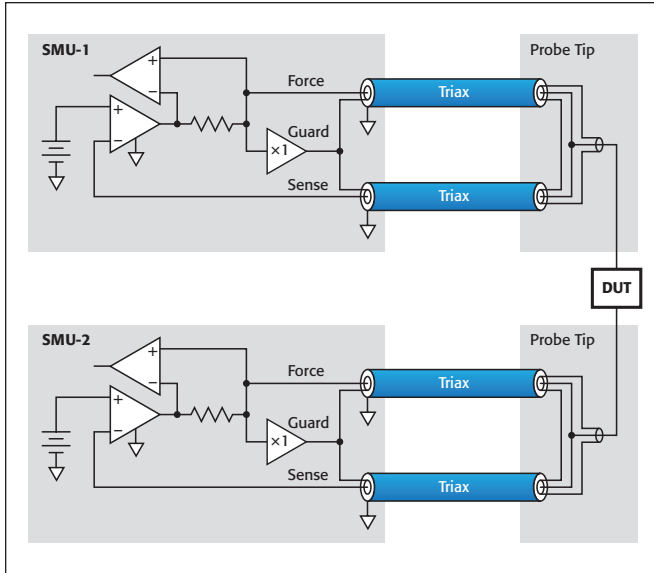 SMU-1
Probe Tip
+
−
Force
Triax
+
−
Guard
×1
Sense
Triax
DUT
SMU-2
Probe Tip
+
−
Force
Triax
+
−
Guard
×1
Sense
Triax